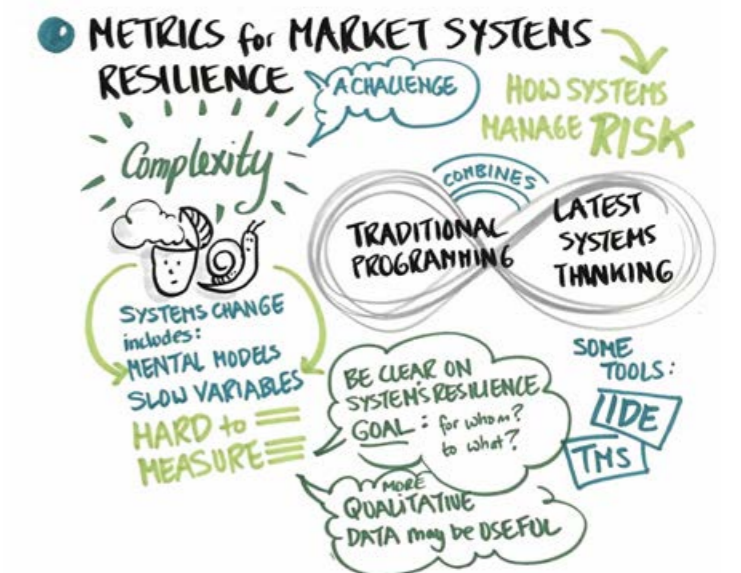 METRICS for MARKET SYSTEMS
RESILIENCE
A CHALLENGE
HOW SYSTEMS
MANAGE RISK
Complexity
COMBINES
TRADITIONAL
PROGRAMMING
LATEST
SYSTEMS
THINKING
SYSTEMS CHANGE
includes:
MENTAL MODELS
SLOW VARIABLES
HARD to
MEASURE
BE CLEAR ON
SYSTEM'S RESILIENCE
GOAL: for whom?
to what?
SOME
TOOLS:
IIDE
TMS
MORE
QUALITATIVE
DATA may be USEFUL